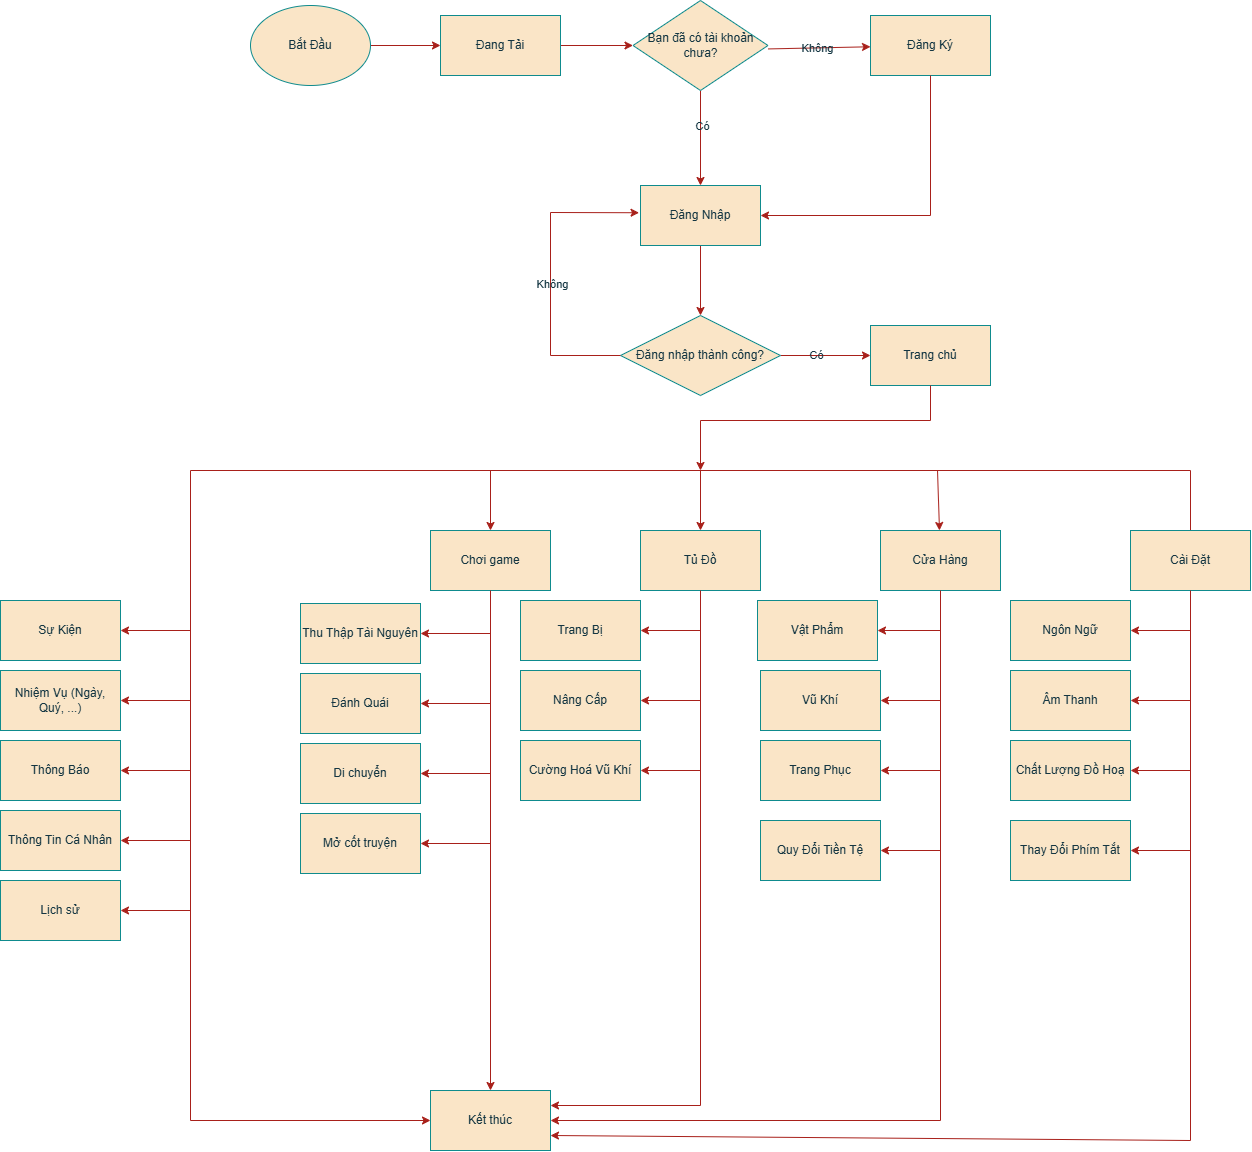 Bắt Đầu
Đang Tải
Bạn đã có tài khoản
chưa?
Không
Đăng Ký
Có
Đăng Nhập
Không
Đăng nhập thành công?
Có
Trang chủ
Chơi game
Tủ Đồ
Cửa Hàng
Cài Đặt
Sự Kiện
Nhiệm Vụ (Ngày,
Quý, ...)
Thông Báo
Thông Tin Cá Nhân
Lịch sử
Thu Thập Tài Nguyên
Đánh Quái
Di chuyển
Mở cốt truyện
Trang Bị
Nâng Cấp
Cường Hoá Vũ Khí
Vật Phẩm
Vũ Khí
Trang Phục
Quy Đổi Tiền Tệ
Ngôn Ngữ
Âm Thanh
Chất Lượng Đồ Hoạ
Thay Đổi Phím Tắt
Kết thúc